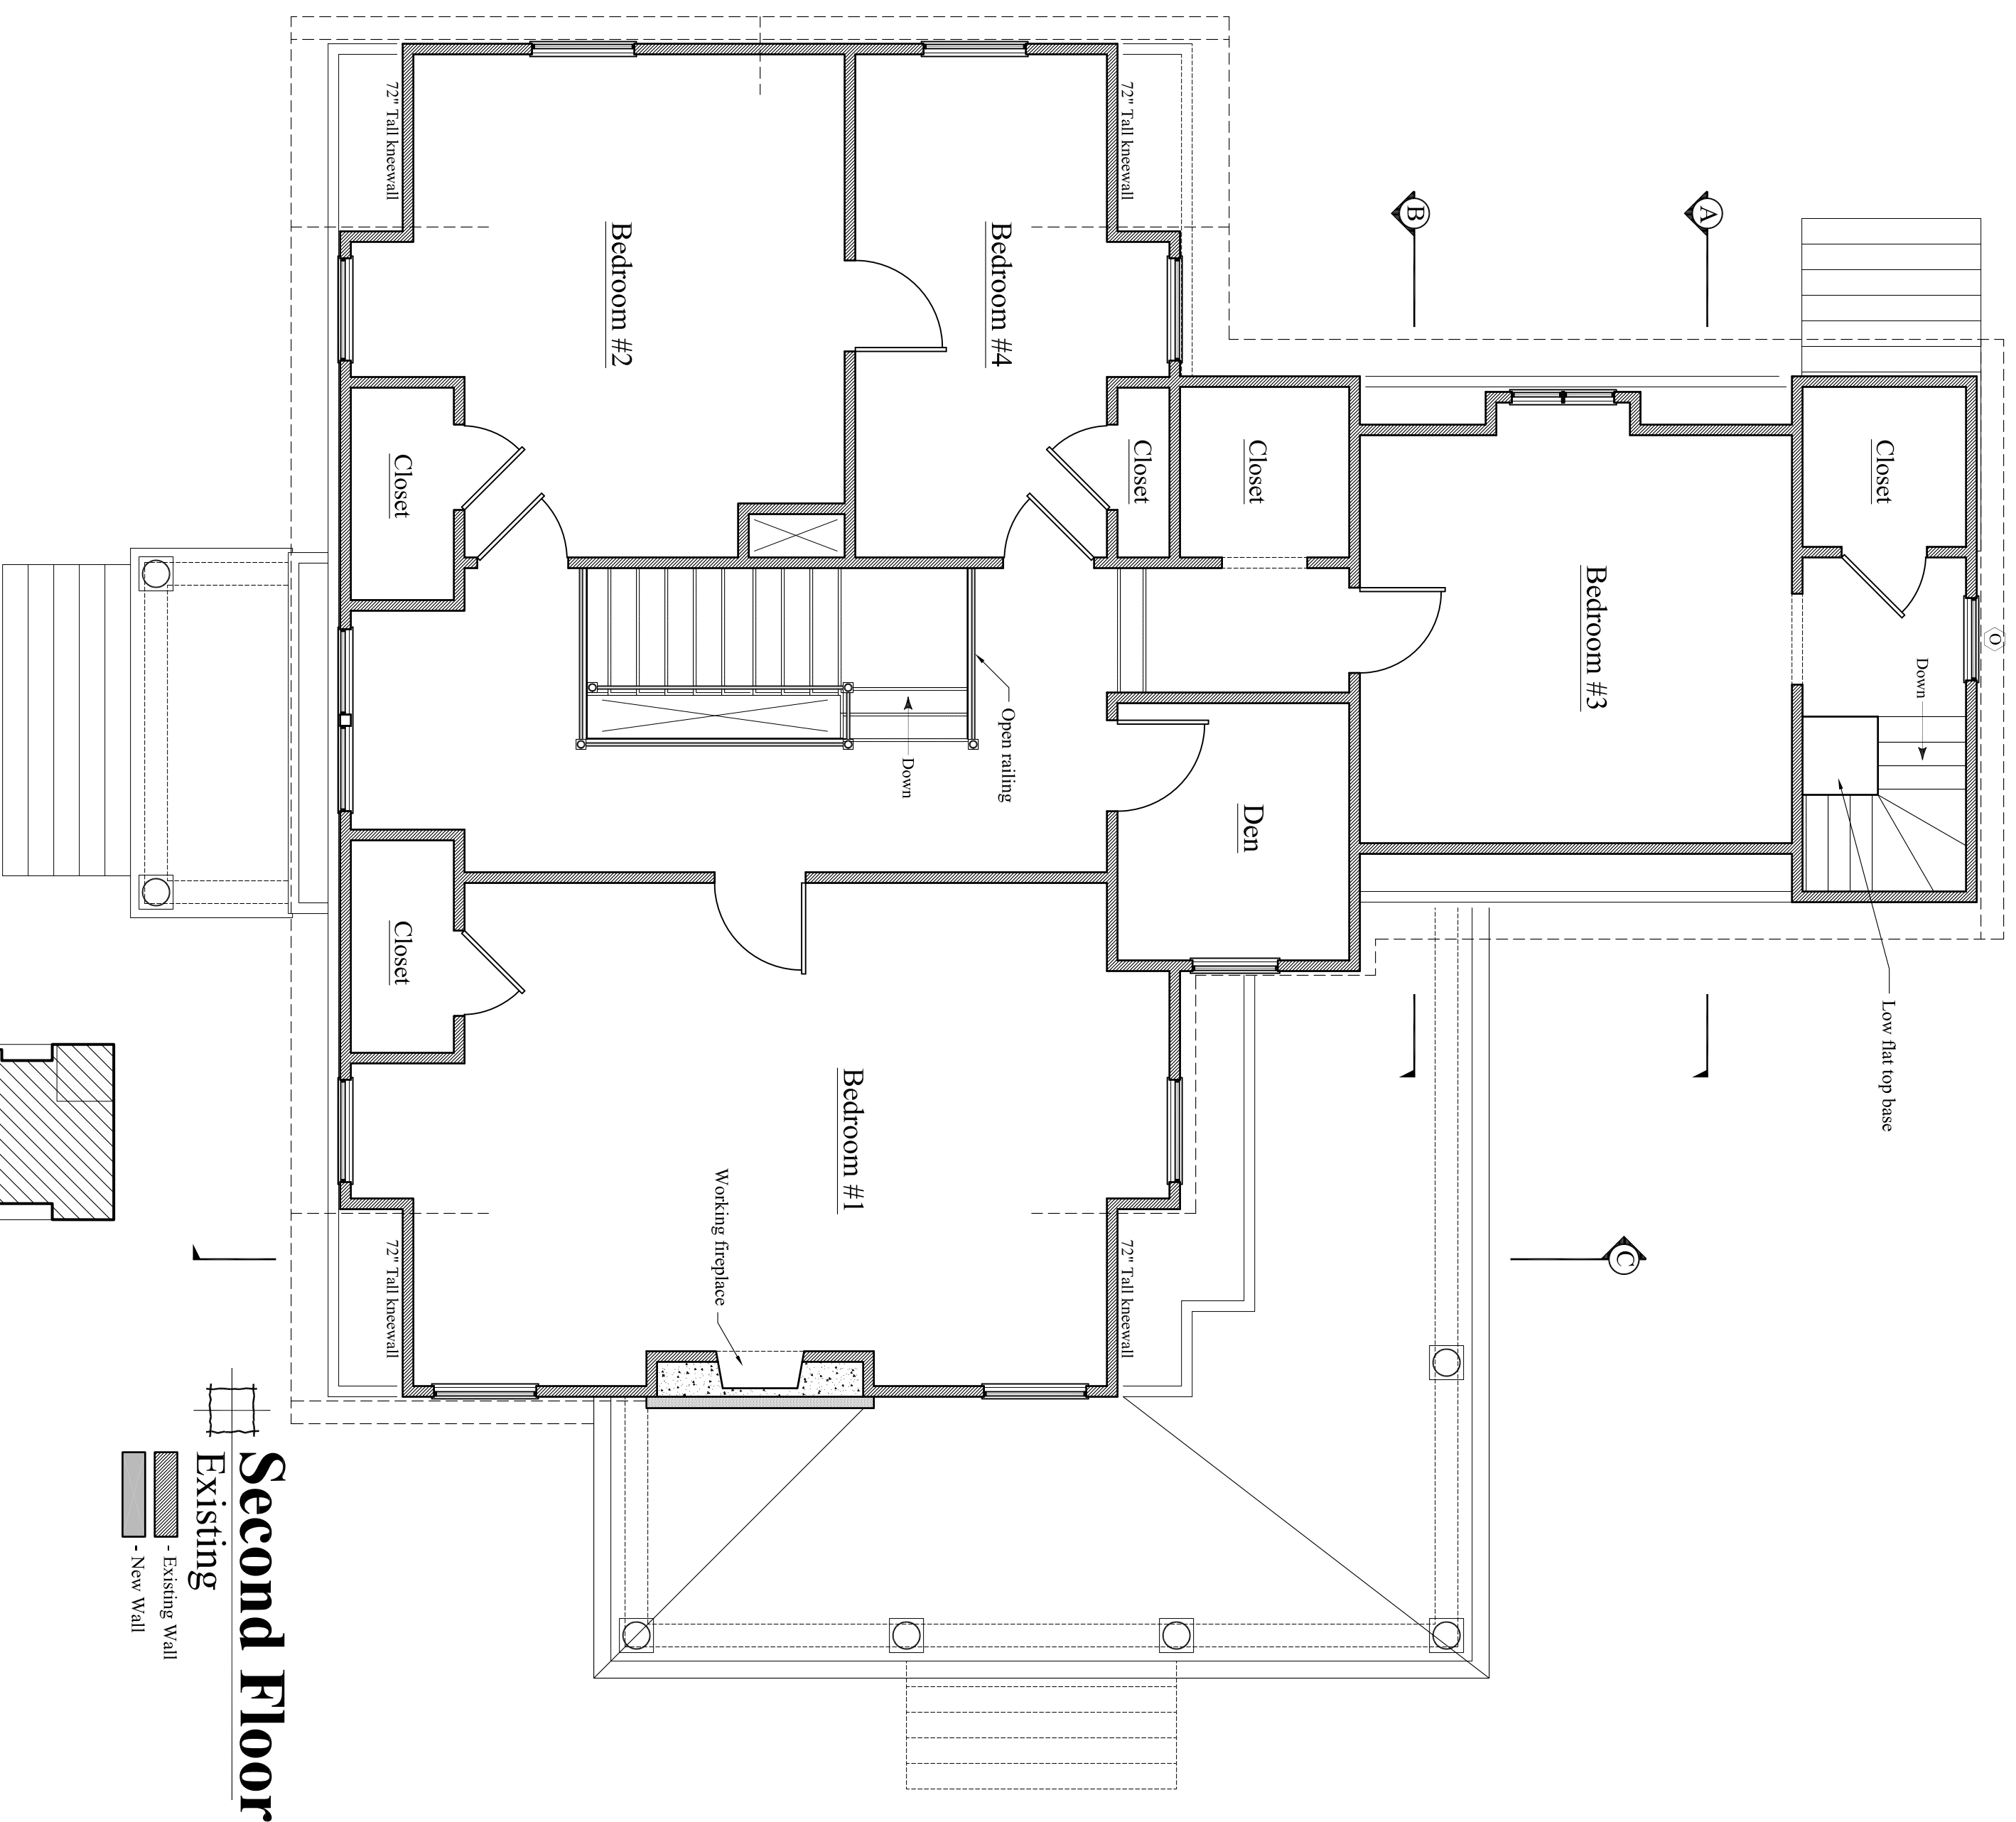 O
Closet
Down
Low flat top base
A
Bedroom #3
B
C
Closet
Den
72" Tall kneewall
Closet
72" Tall kneewall
Bedroom #4
Open railing
Down
Bedroom #1
Working fireplace
Bedroom #2
72" Tall kneewall
Closet
Closet
72" Tall kneewall
Second Floor
Existing
- Existing Wall
- New Wall